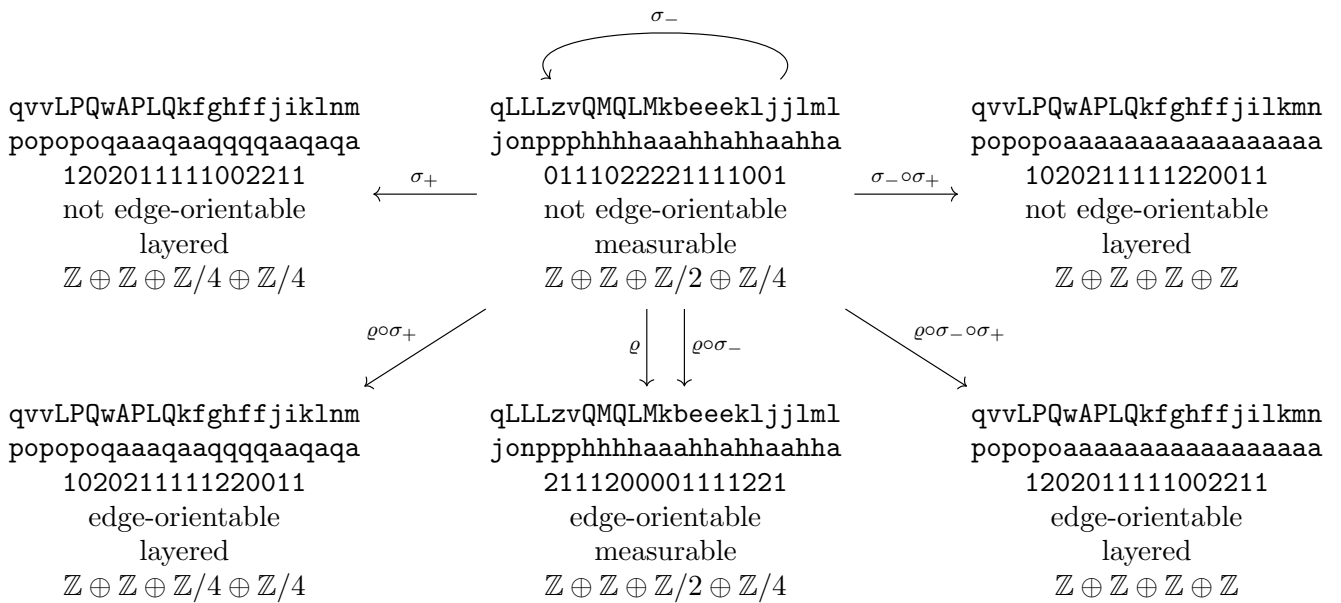 σ₋
qvvLPQwAPLQkfghffjiklnm
popopoqaaaqaaqqqqaaqaqa
1202011111002211
not edge-orientable
layered
ℤ ⊕ ℤ ⊕ ℤ/4 ⊕ ℤ/4
σ₊
qLLLzvQMQLMkbeeekljjlml
jonppphhhhaaahhahhaahha
0111022221111001
not edge-orientable
measurable
ℤ ⊕ ℤ ⊕ ℤ/2 ⊕ ℤ/4
σ₋∘σ₊
qvvLPQwAPLQkfghffjilkmn
popopoaaaaaaaaaaaaaaaaa
1020211111220011
not edge-orientable
layered
ℤ ⊕ ℤ ⊕ ℤ ⊕ ℤ
ϱ∘σ₊
ϱ
ϱ∘σ₋
ϱ∘σ₋∘σ₊
qvvLPQwAPLQkfghffjiklnm
popopoqaaaqaaqqqqaaqaqa
1020211111220011
edge-orientable
layered
ℤ ⊕ ℤ ⊕ ℤ/4 ⊕ ℤ/4
qLLLzvQMQLMkbeeekljjlml
jonppphhhhaaahhahhaahha
2111200001111221
edge-orientable
measurable
ℤ ⊕ ℤ ⊕ ℤ/2 ⊕ ℤ/4
qvvLPQwAPLQkfghffjilkmn
popopoaaaaaaaaaaaaaaaaa
1202011111002211
edge-orientable
layered
ℤ ⊕ ℤ ⊕ ℤ ⊕ ℤ